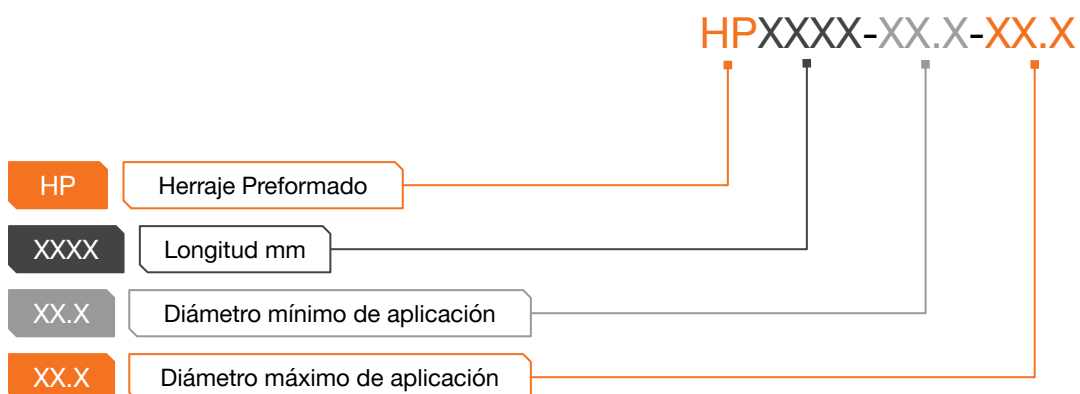 HPXXXX-XX.X-XX.X
HP Herraje Preformado
XXXX Longitud mm
XX.X Diámetro mínimo de aplicación
XX.X Diámetro máximo de aplicación